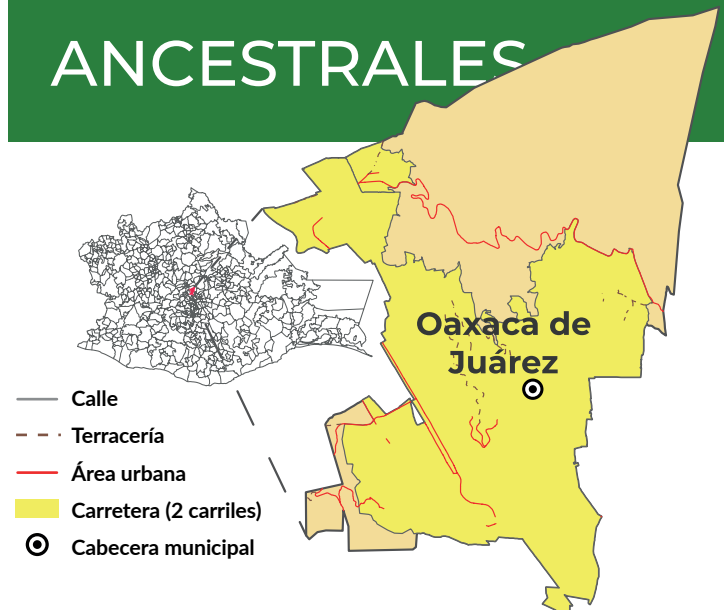 ANCESTRALES
Oaxaca de
Juárez
Calle
Terracería
Área urbana
Carretera (2 carriles)
Cabecera municipal